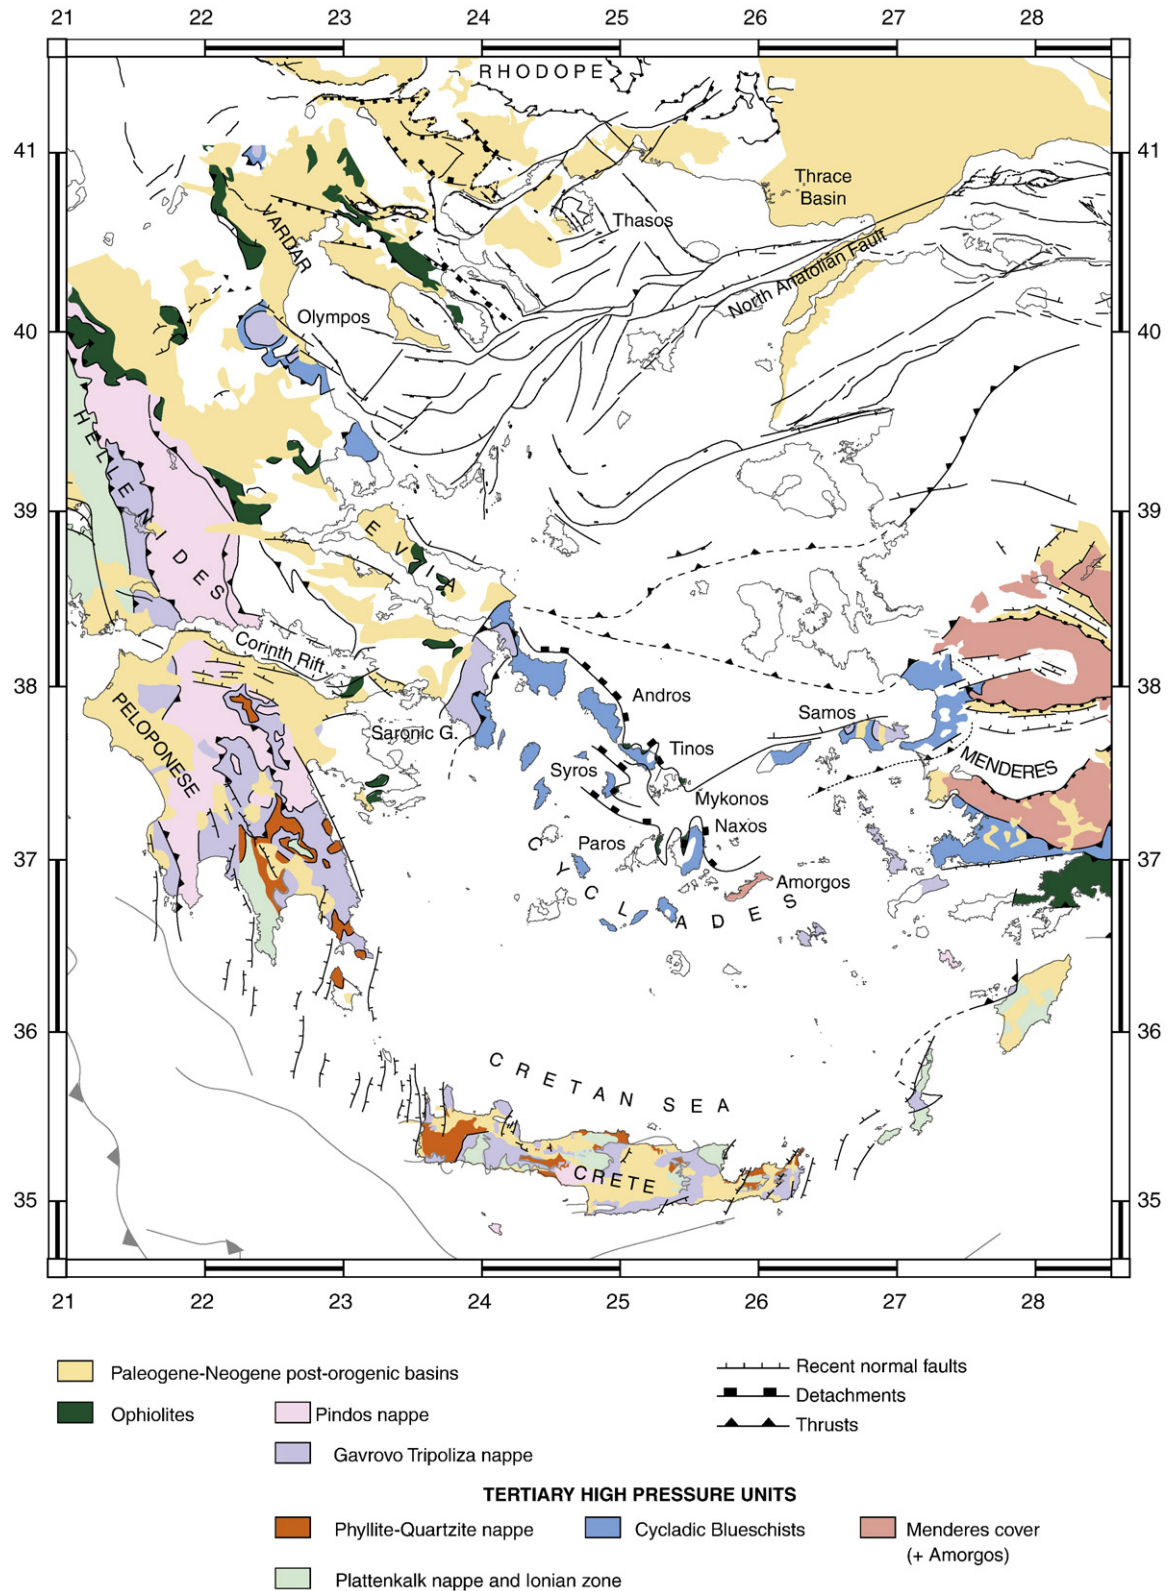 21 22 23 24 25 26 27 28
RHODOPE
41 41
Thrace
Basin
Thasos
VARDAR
North Anatolian Fault
Olympos
40 40
HELLENIDES
39 39
EVIA
Corinth Rift
38 38
Andros
PELOPONESE
Saronic G.
Samos
Tinos
MENDERES
Syros
Mykonos
Naxos
Paros
37 37
Amorgos
CYCLADES
36 36
CRETAN SEA
CRETE
35 35
21 22 23 24 25 26 27 28
Paleogene-Neogene post-orogenic basins
Recent normal faults
Detachments
Ophiolites
Pindos nappe
Thrusts
Gavrovo Tripoliza nappe
TERTIARY HIGH PRESSURE UNITS
Phyllite-Quartzite nappe
Cycladic Blueschists
Menderes cover
(+ Amorgos)
Plattenkalk nappe and Ionian zone